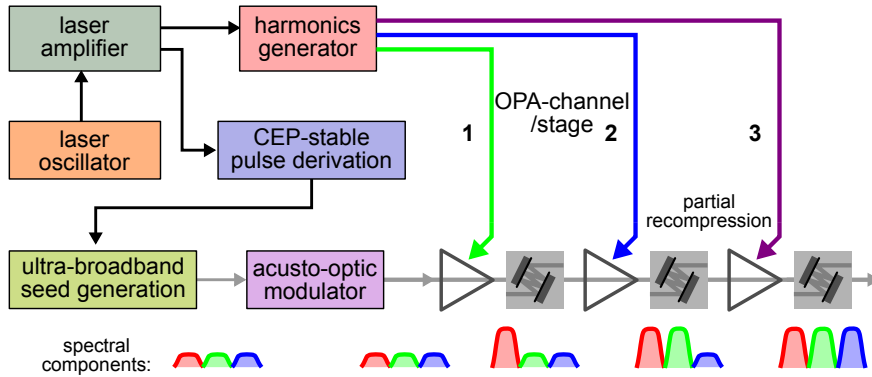 laser
amplifier
harmonics
generator
OPA-channel
/stage
1
2
3
laser
oscillator
CEP-stable
pulse derivation
partial
recompression
ultra-broadband
seed generation
acusto-optic
modulator
spectral
components: